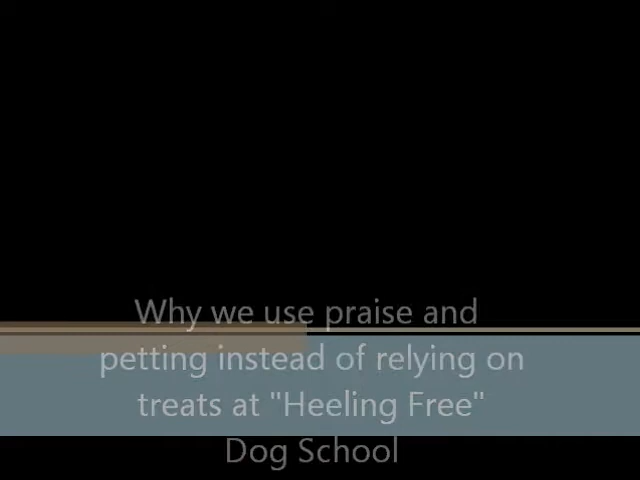 Why we use praise and
petting instead of relying on
treats at "Heeling Free"
Dog School